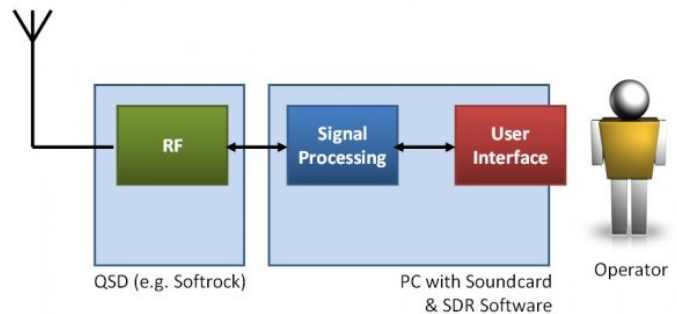 RF
Signal
Processing
User
Interface
QSD (e.g. Softrock)
PC with Soundcard
& SDR Software
Operator